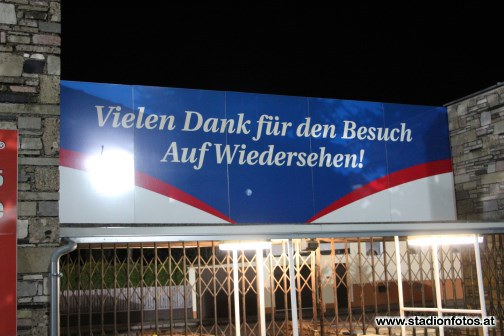 Vielen Dank für den Besuch
Auf Wiedersehen!
www.stadionfotos.at